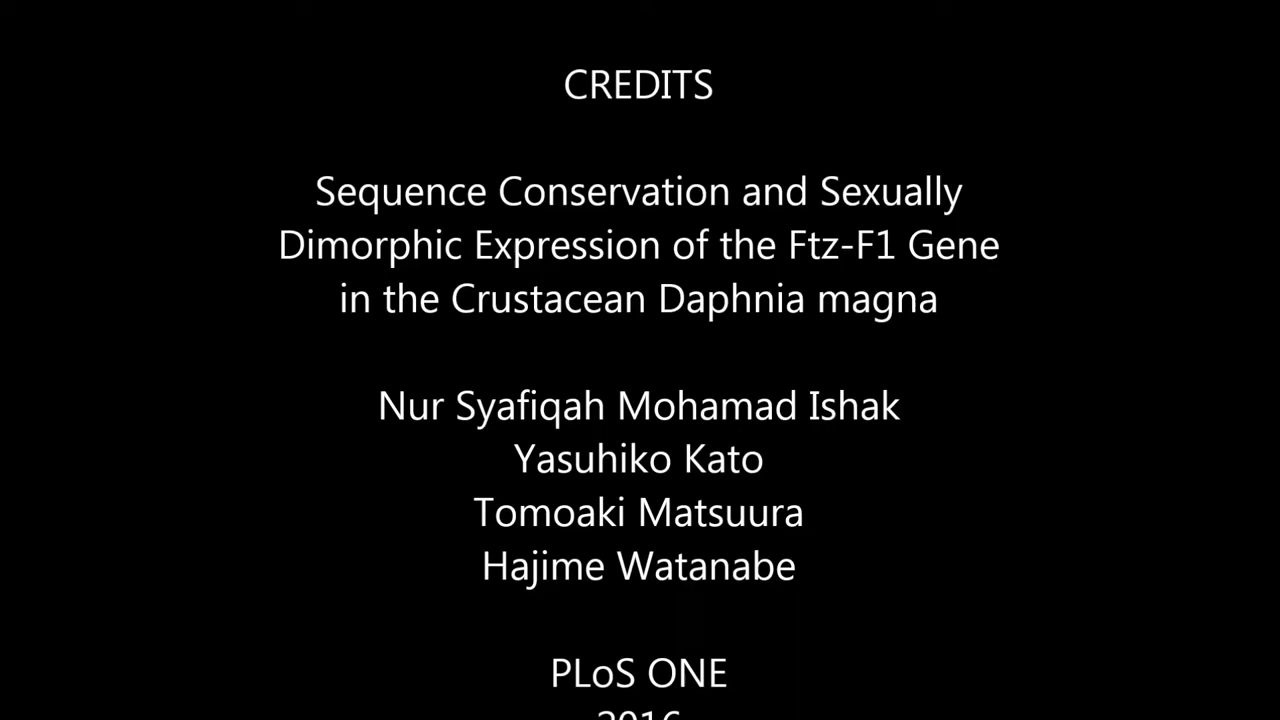 CREDITS
Sequence Conservation and Sexually
Dimorphic Expression of the Ftz-F1 Gene
in the Crustacean Daphnia magna
Nur Syafiqah Mohamad Ishak
Yasuhiko Kato
Tomoaki Matsuura
Hajime Watanabe
PLoS ONE
2016